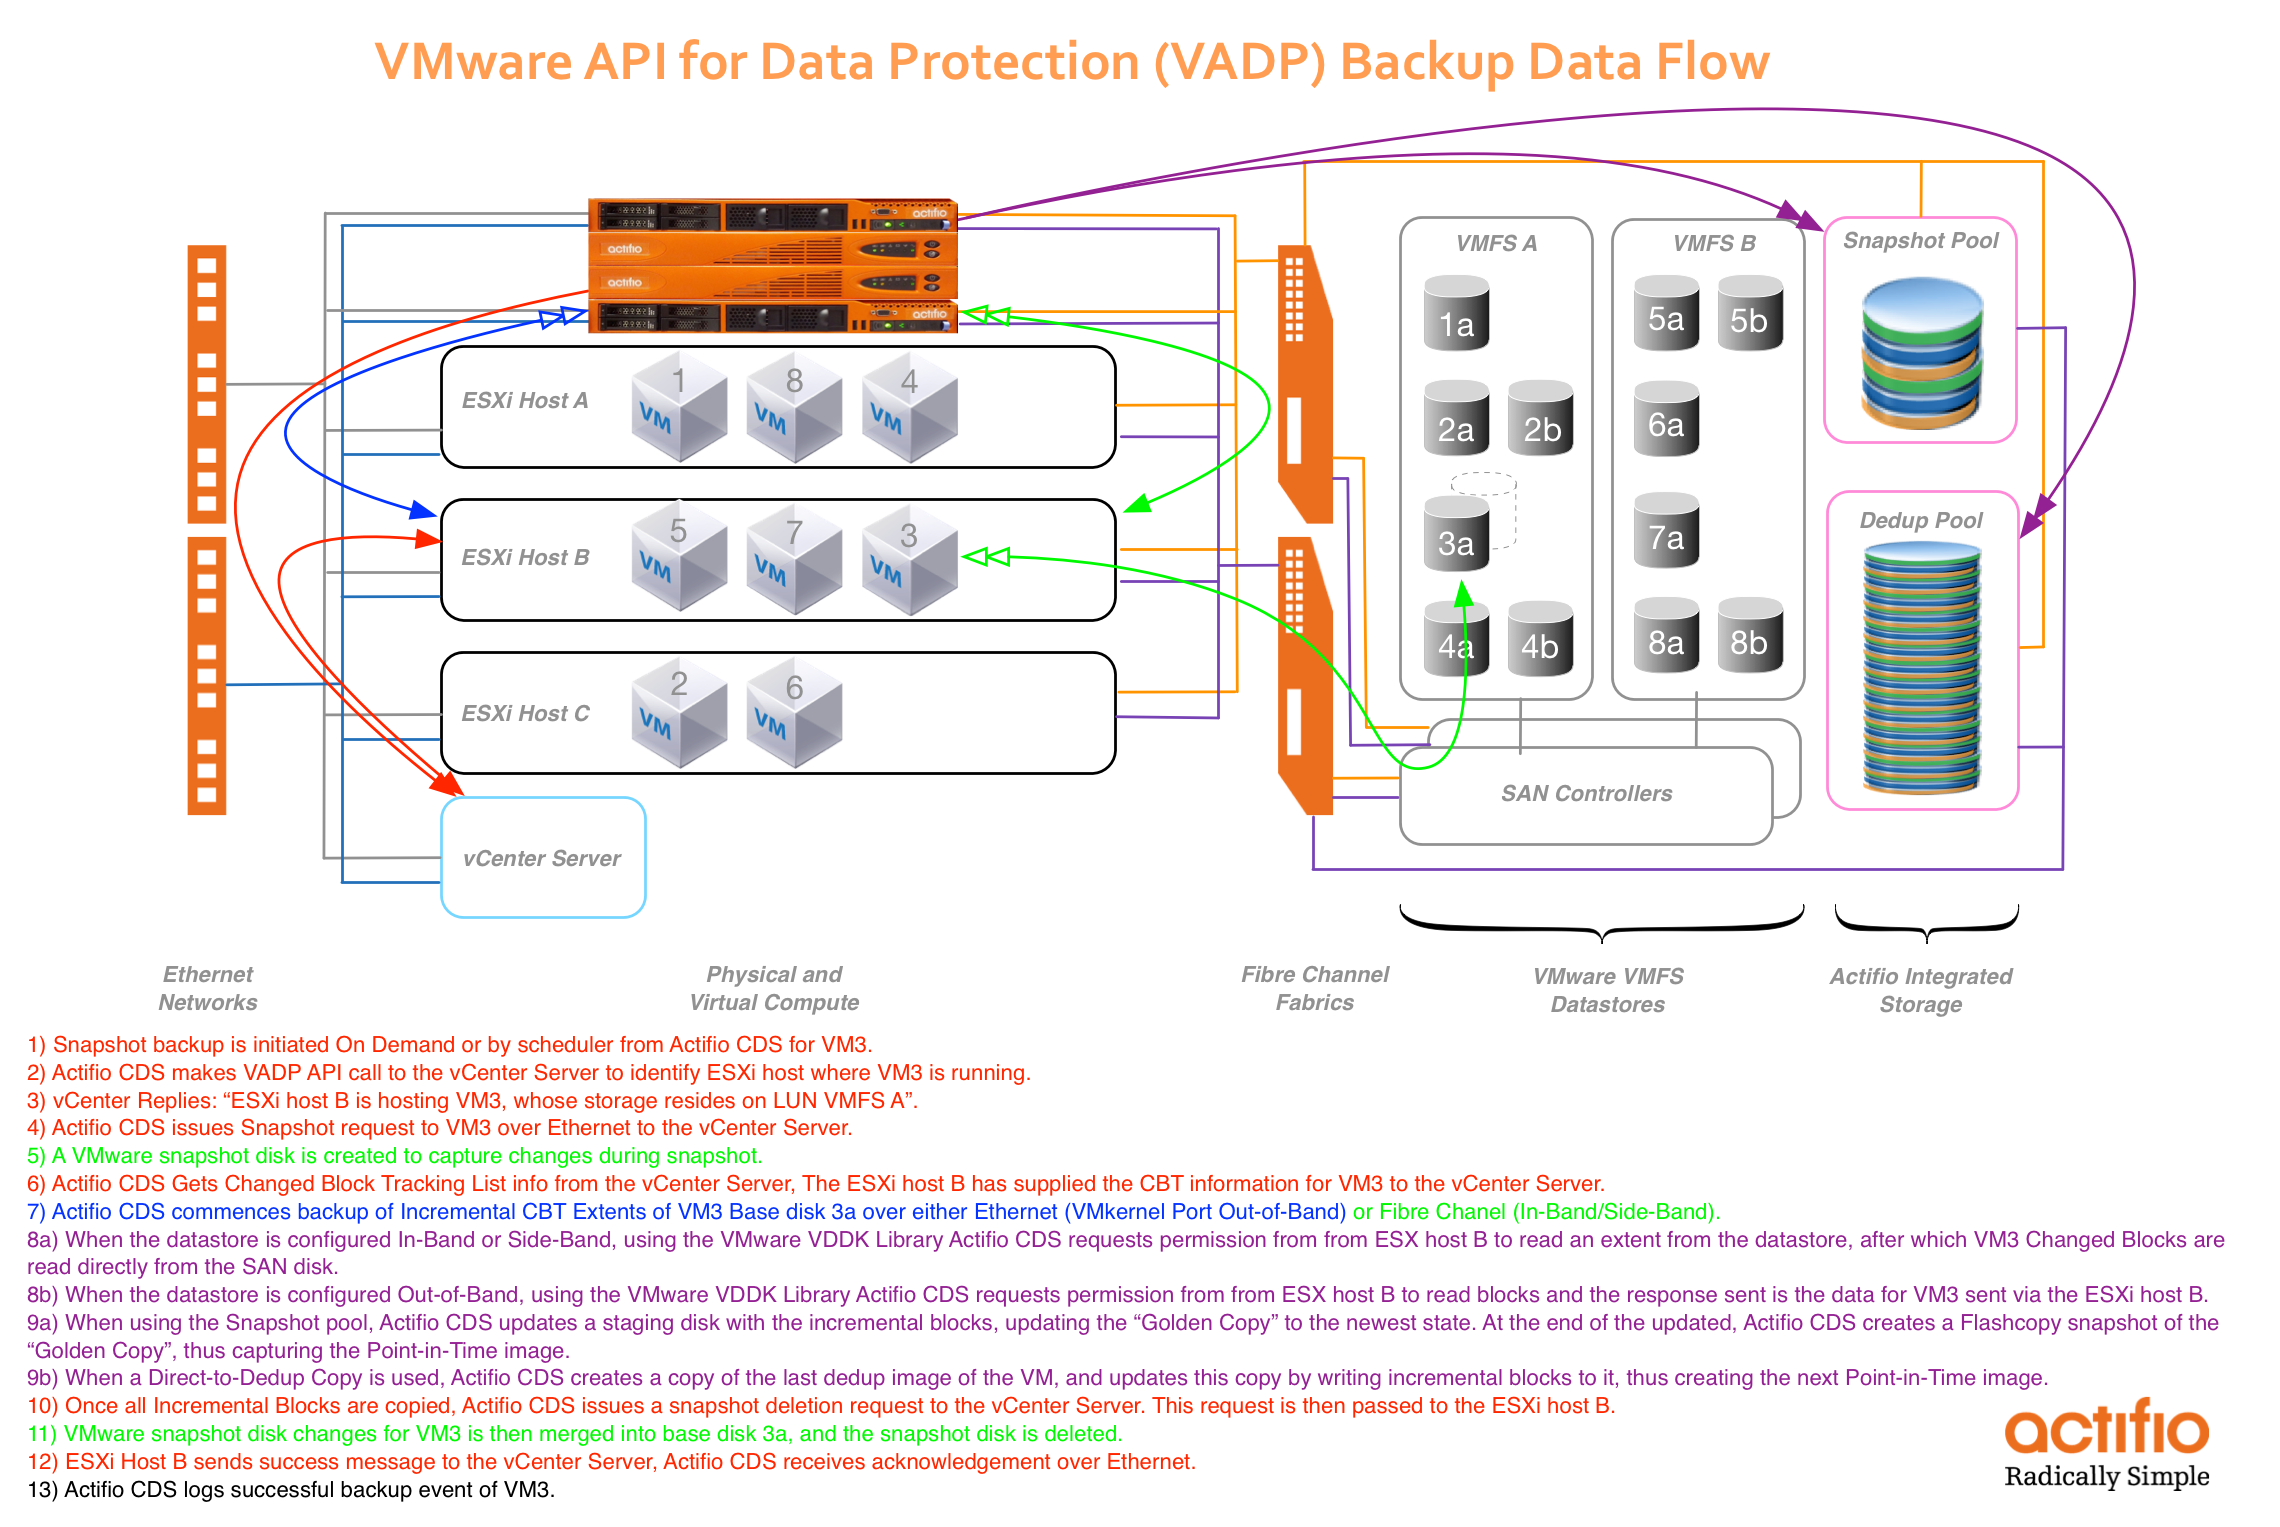 VMware API for Data Protection (VADP) Backup Data Flow
actifio
actifio
actifio
actifio
ESXi Host A
1
VM
8
VM
4
VM
ESXi Host B
5
VM
7
VM
3
VM
ESXi Host C
2
VM
6
VM
vCenter Server
VMFS A
1a
2a
2b
3a
4a
4b
VMFS B
5a
5b
6a
7a
8a
8b
SAN Controllers
Snapshot Pool
Dedup Pool
Ethernet
Networks
Physical and
Virtual Compute
Fibre Channel
Fabrics
VMware VMFS
Datastores
Actifio Integrated
Storage
1) Snapshot backup is initiated On Demand or by scheduler from Actifio CDS for VM3.
2) Actifio CDS makes VADP API call to the vCenter Server to identify ESXi host where VM3 is running.
3) vCenter Replies: “ESXi host B is hosting VM3, whose storage resides on LUN VMFS A”.
4) Actifio CDS issues Snapshot request to VM3 over Ethernet to the vCenter Server.
5) A VMware snapshot disk is created to capture changes during snapshot.
6) Actifio CDS Gets Changed Block Tracking List info from the vCenter Server, The ESXi host B has supplied the CBT information for VM3 to the vCenter Server.
7) Actifio CDS commences backup of Incremental CBT Extents of VM3 Base disk 3a over either Ethernet (VMkernel Port Out-of-Band) or Fibre Chanel (In-Band/Side-Band).
8a) When the datastore is configured In-Band or Side-Band, using the VMware VDDK Library Actifio CDS requests permission from from ESX host B to read an extent from the datastore, after which VM3 Changed Blocks are
read directly from the SAN disk.
8b) When the datastore is configured Out-of-Band, using the VMware VDDK Library Actifio CDS requests permission from from ESX host B to read blocks and the response sent is the data for VM3 sent via the ESXi host B.
9a) When using the Snapshot pool, Actifio CDS updates a staging disk with the incremental blocks, updating the “Golden Copy” to the newest state. At the end of the updated, Actifio CDS creates a Flashcopy snapshot of the
“Golden Copy”, thus capturing the Point-in-Time image.
9b) When a Direct-to-Dedup Copy is used, Actifio CDS creates a copy of the last dedup image of the VM, and updates this copy by writing incremental blocks to it, thus creating the next Point-in-Time image.
10) Once all Incremental Blocks are copied, Actifio CDS issues a snapshot deletion request to the vCenter Server. This request is then passed to the ESXi host B.
11) VMware snapshot disk changes for VM3 is then merged into base disk 3a, and the snapshot disk is deleted.
12) ESXi Host B sends success message to the vCenter Server, Actifio CDS receives acknowledgement over Ethernet.
13) Actifio CDS logs successful backup event of VM3.
actifio
Radically Simple